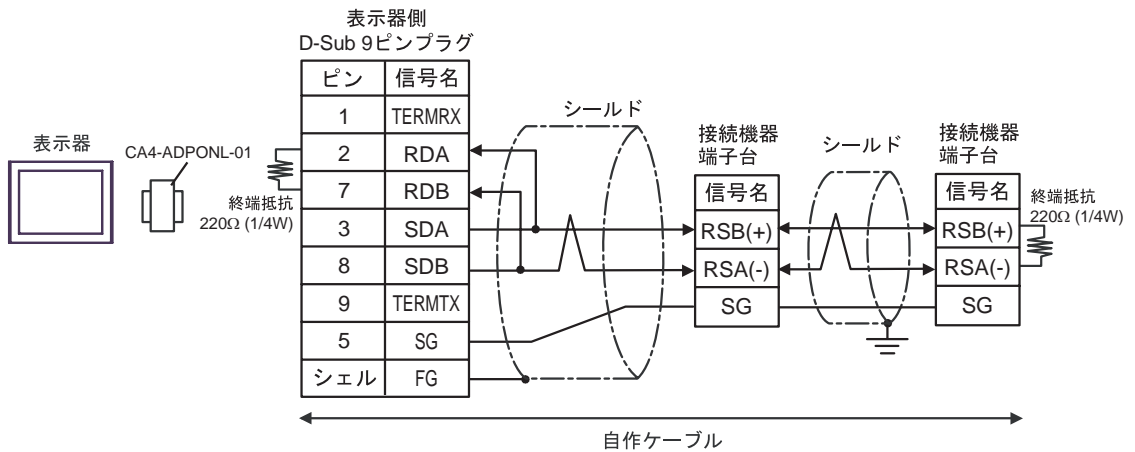 表示器側
D-Sub 9ピンプラグ
ピン 信号名
1 TERMRX
2 RDA
7 RDB
3 SDA
8 SDB
9 TERMTX
5 SG
シェル FG
表示器
CA4-ADPONL-01
終端抵抗
220Ω (1/4W)
シールド
接続機器
端子台
信号名
RSB(+)
RSA(-)
SG
シールド
接続機器
端子台
信号名
RSB(+)
RSA(-)
SG
終端抵抗
220Ω (1/4W)
自作ケーブル